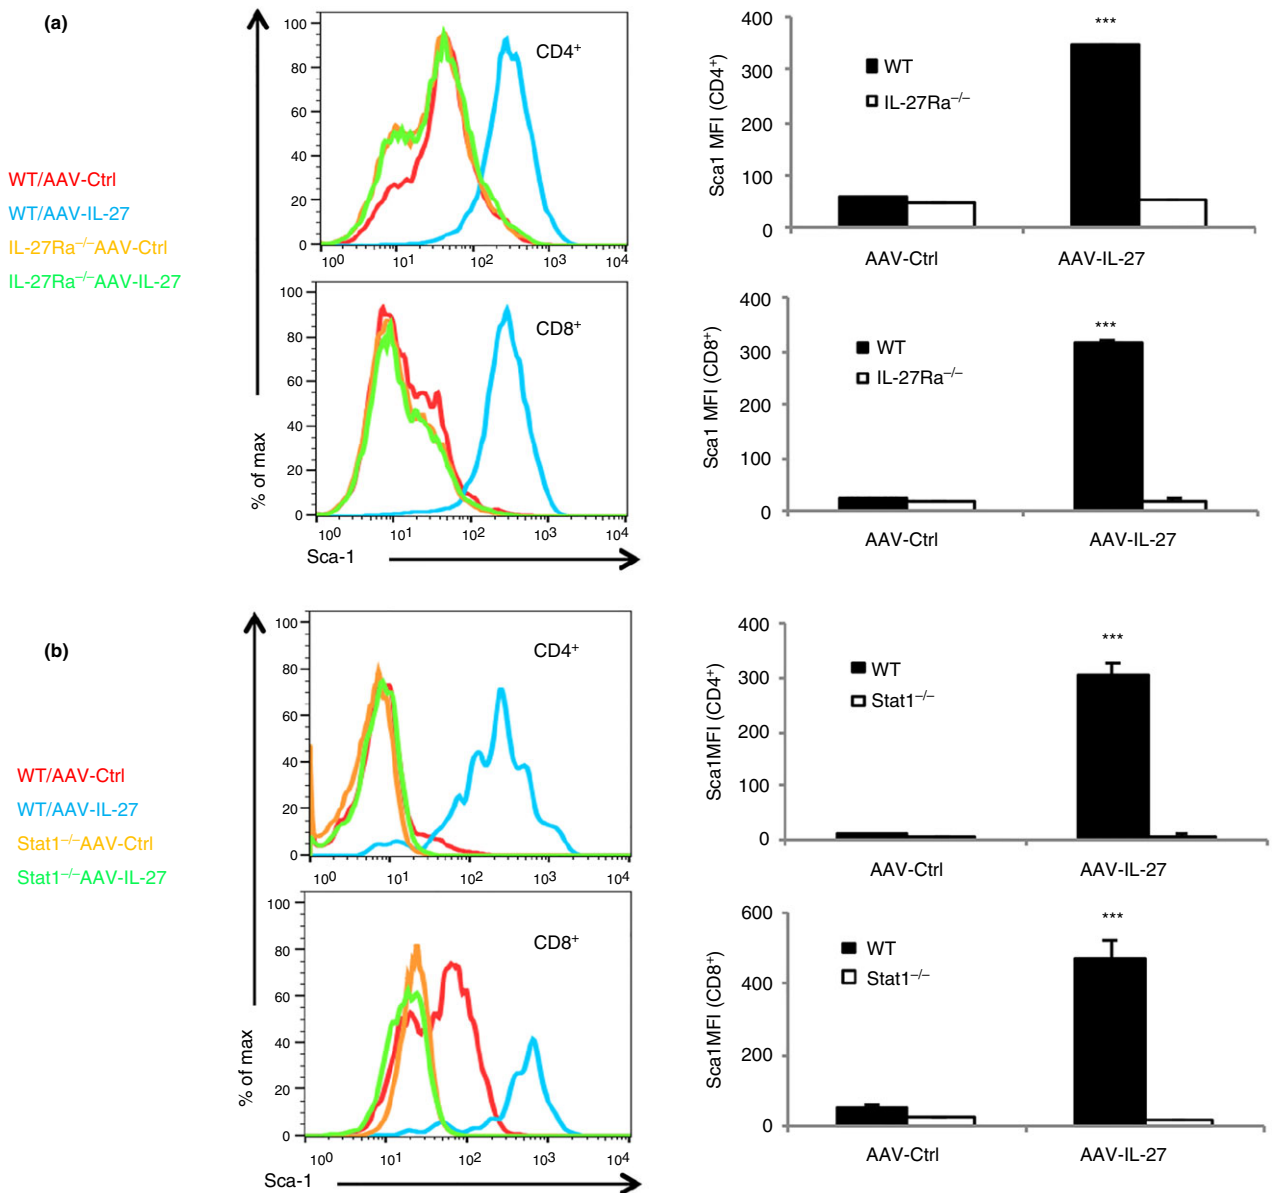 (a)
WT/AAV-Ctrl
WT/AAV-IL-27
IL-27Ra⁻/⁻AAV-Ctrl
IL-27Ra⁻/⁻AAV-IL-27
% of max
100
80
60
40
20
0
CD4⁺
10⁰ 10¹ 10² 10³ 10⁴
100
80
60
40
20
0
CD8⁺
10⁰ 10¹ 10² 10³ 10⁴
Sca-1
Sca1 MFI (CD4⁺)
400
300
200
100
0
WT
IL-27Ra⁻/⁻
***
AAV-Ctrl AAV-IL-27
Sca1 MFI (CD8⁺)
400
300
200
100
0
WT
IL-27Ra⁻/⁻
***
AAV-Ctrl AAV-IL-27
(b)
WT/AAV-Ctrl
WT/AAV-IL-27
Stat1⁻/⁻AAV-Ctrl
Stat1⁻/⁻AAV-IL-27
% of max
100
80
60
40
20
0
CD4⁺
10⁰ 10¹ 10² 10³ 10⁴
100
80
60
40
20
0
CD8⁺
10⁰ 10¹ 10² 10³ 10⁴
Sca-1
Sca1MFI (CD4⁺)
400
300
200
100
0
WT
Stat1⁻/⁻
***
AAV-Ctrl AAV-IL-27
Sca1MFI (CD8⁺)
600
400
200
0
WT
Stat1⁻/⁻
***
AAV-Ctrl AAV-IL-27